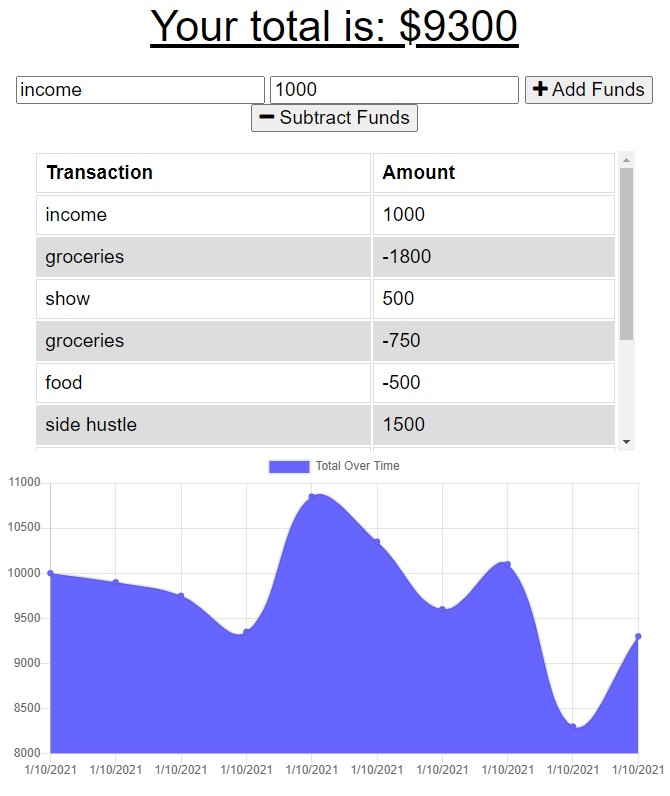 Your total is: $9300
income 1000 Add Funds
Subtract Funds
Transaction Amount
income 1000
groceries -1800
show 500
groceries -750
food -500
side hustle 1500
Total Over Time
11000
10500
10000
9500
9000
8500
8000
1/10/2021 1/10/2021 1/10/2021 1/10/2021 1/10/2021 1/10/2021 1/10/2021 1/10/2021 1/10/2021 1/10/2021